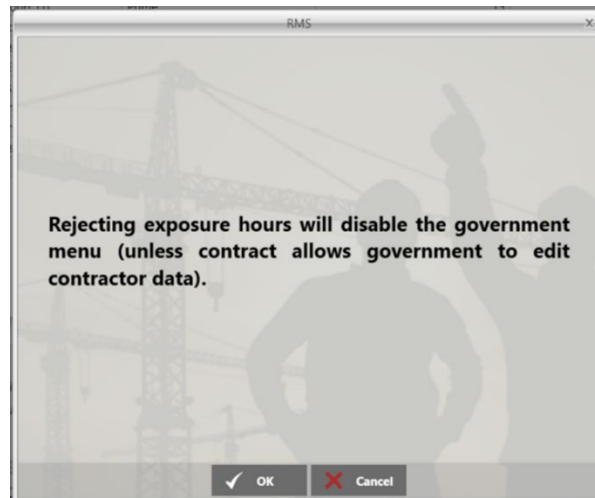 RMS
x
Rejecting exposure hours will disable the government
menu (unless contract allows government to edit
contractor data).
OK
Cancel